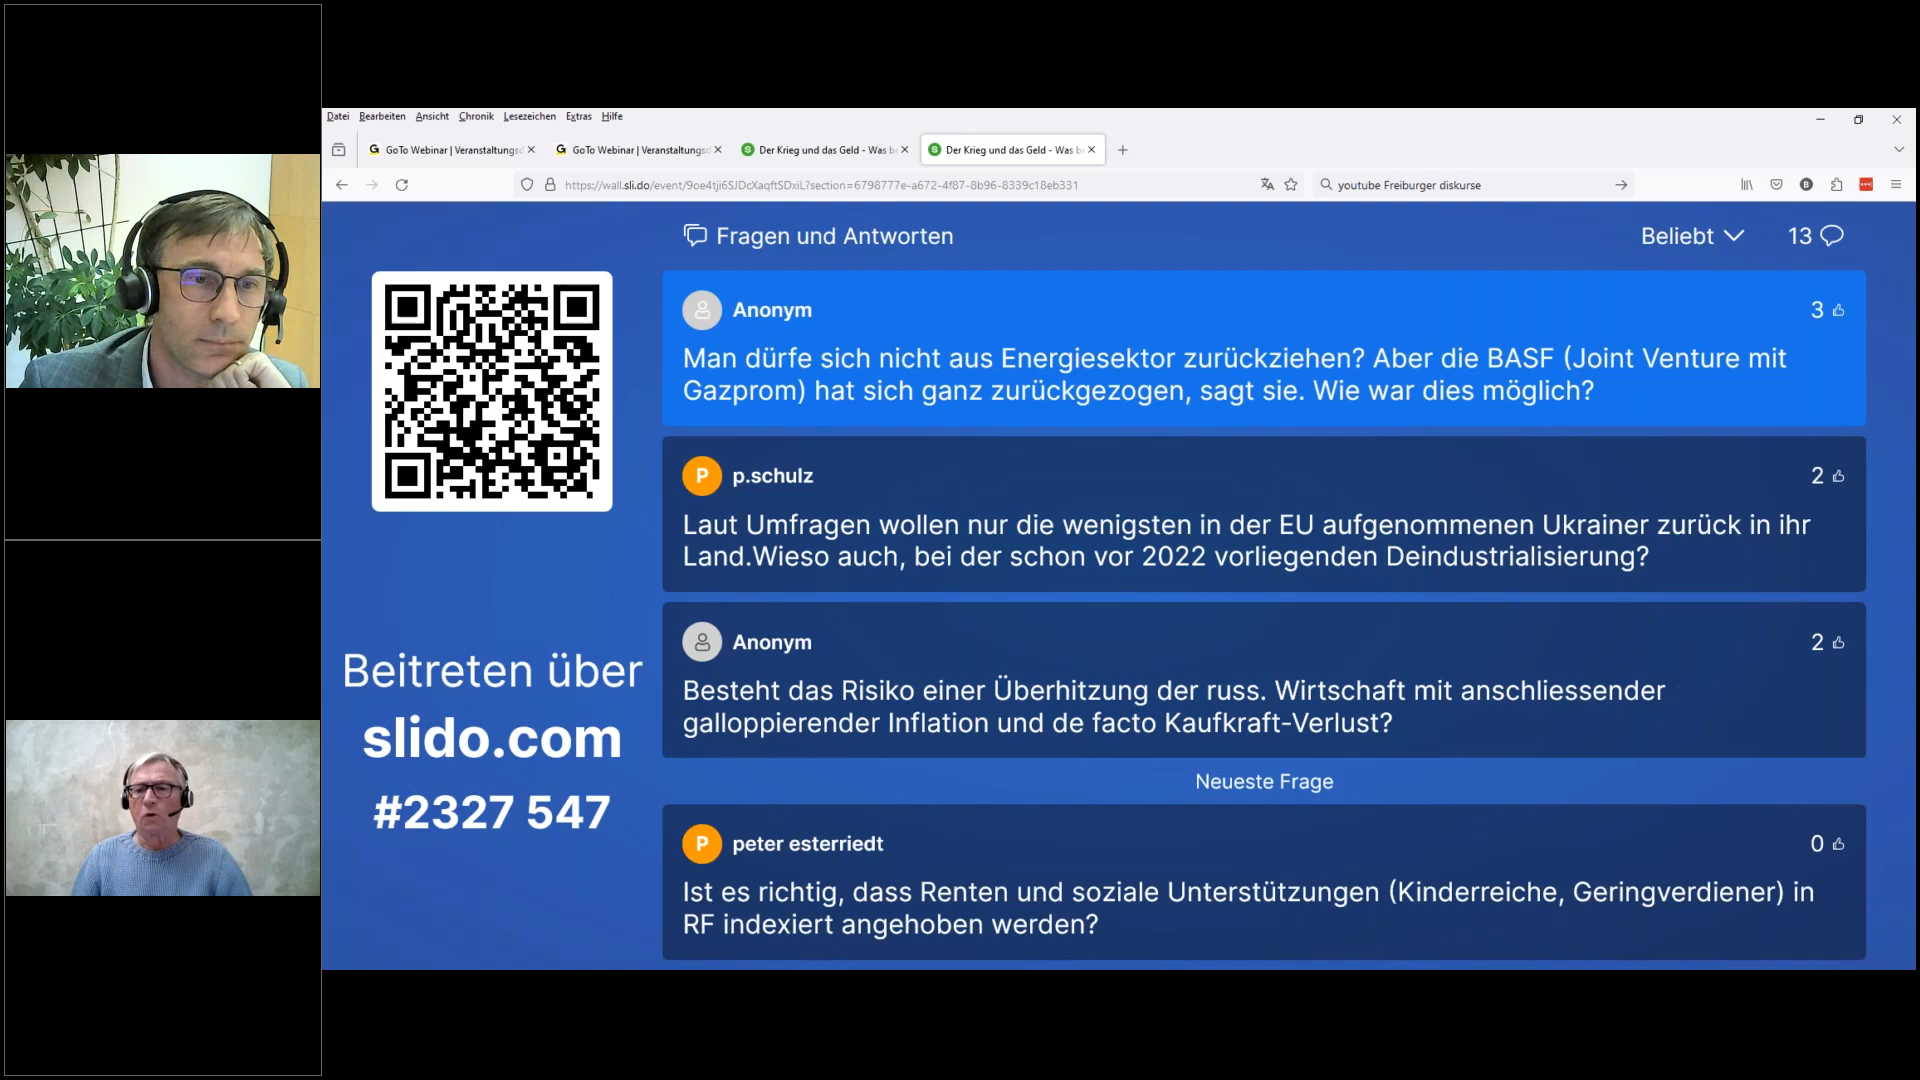 Datei Bearbeiten Ansicht Chronik Lesezeichen Extras Hilfe
GoTo Webinar | Veranstaltungsd
GoTo Webinar | Veranstaltungsd
Der Krieg und das Geld - Was be
Der Krieg und das Geld - Was be
https://wall.sli.do/event/9oe4tji6SJDcXaqftSDxiL?section=6798777e-a672-4f87-8b96-8339c18eb331
youtube Freiburger diskurse
Fragen und Antworten
Beliebt
13
Anonym
3
Man dürfe sich nicht aus Energiesektor zurückziehen? Aber die BASF (Joint Venture mit
Gazprom) hat sich ganz zurückgezogen, sagt sie. Wie war dies möglich?
P
p.schulz
2
Laut Umfragen wollen nur die wenigsten in der EU aufgenommenen Ukrainer zurück in ihr
Land.Wieso auch, bei der schon vor 2022 vorliegenden Deindustrialisierung?
Anonym
2
Besteht das Risiko einer Überhitzung der russ. Wirtschaft mit anschliessender
galloppierender Inflation und de facto Kaufkraft-Verlust?
Neueste Frage
P
peter esterriedt
0
Ist es richtig, dass Renten und soziale Unterstützungen (Kinderreiche, Geringverdiener) in
RF indexiert angehoben werden?
Beitreten über
slido.com
#2327 547